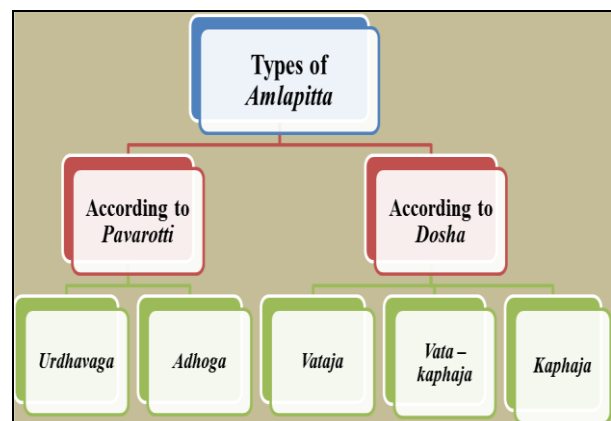 Types of
Amlapitta
According to
Pavarotti
According to
Dosha
Urdhavaga
Adhoga
Vataja
Vata –
kaphaja
Kaphaja